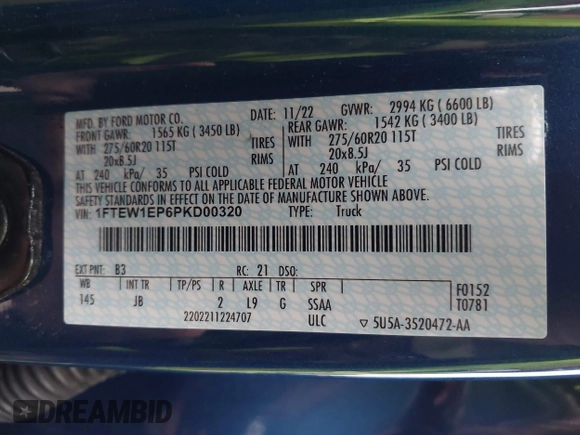 MFD. BY FORD MOTOR CO.
DATE: 11/22 GVWR: 2994 KG ( 6600 LB)
FRONT GAWR: 1565 KG ( 3450 LB)
REAR GAWR: 1542 KG ( 3400 LB)
WITH 275/60R20 115T TIRES
WITH 275/60R20 115T TIRES
20x8.5J RIMS
20x8.5J RIMS
AT 240 kPa/ 35 PSI COLD
AT 240 kPa/ 35 PSI COLD
THIS VEHICLE CONFORMS TO ALL APPLICABLE FEDERAL MOTOR VEHICLE
SAFETY STANDARDS IN EFFECT ON THE DATE OF MANUFACTURE SHOWN ABOVE.
VIN: 1FTEW1EP6PKD00320 TYPE: Truck
EXT PNT: B3 RC: 21 DSO:
WB INT TR TP/PS R AXLE TR SPR
145 JB 2 L9 G SSAA
F0152
T0781
2202211224707 ULC ▽ 5U5A-3520472-AA
DREAMBID